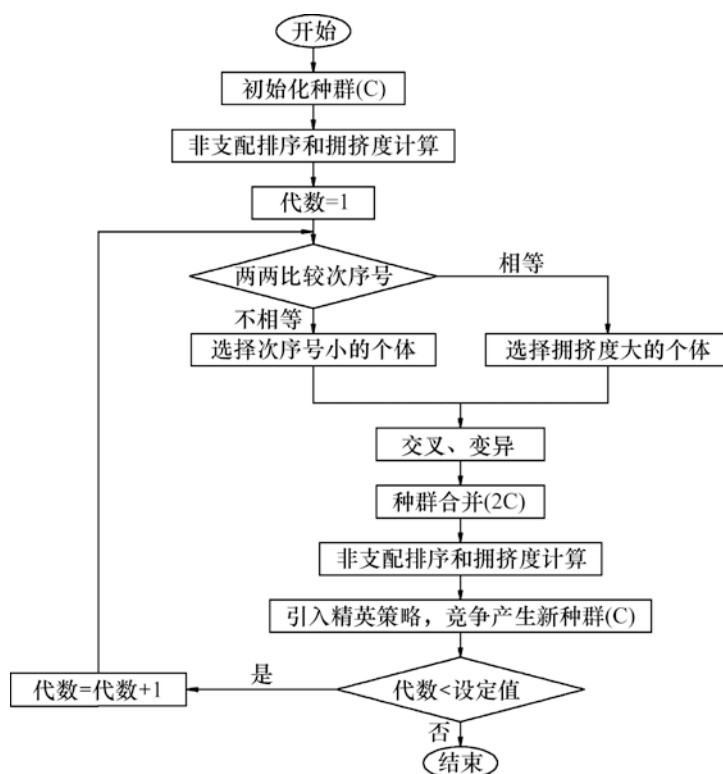 开始
初始化种群(C)
非支配排序和拥挤度计算
代数=1
两两比较次序号
相等
不相等
选择次序号小的个体
选择拥挤度大的个体
交叉、变异
种群合并(2C)
非支配排序和拥挤度计算
引入精英策略，竞争产生新种群(C)
代数<设定值
是
代数=代数+1
否
结束